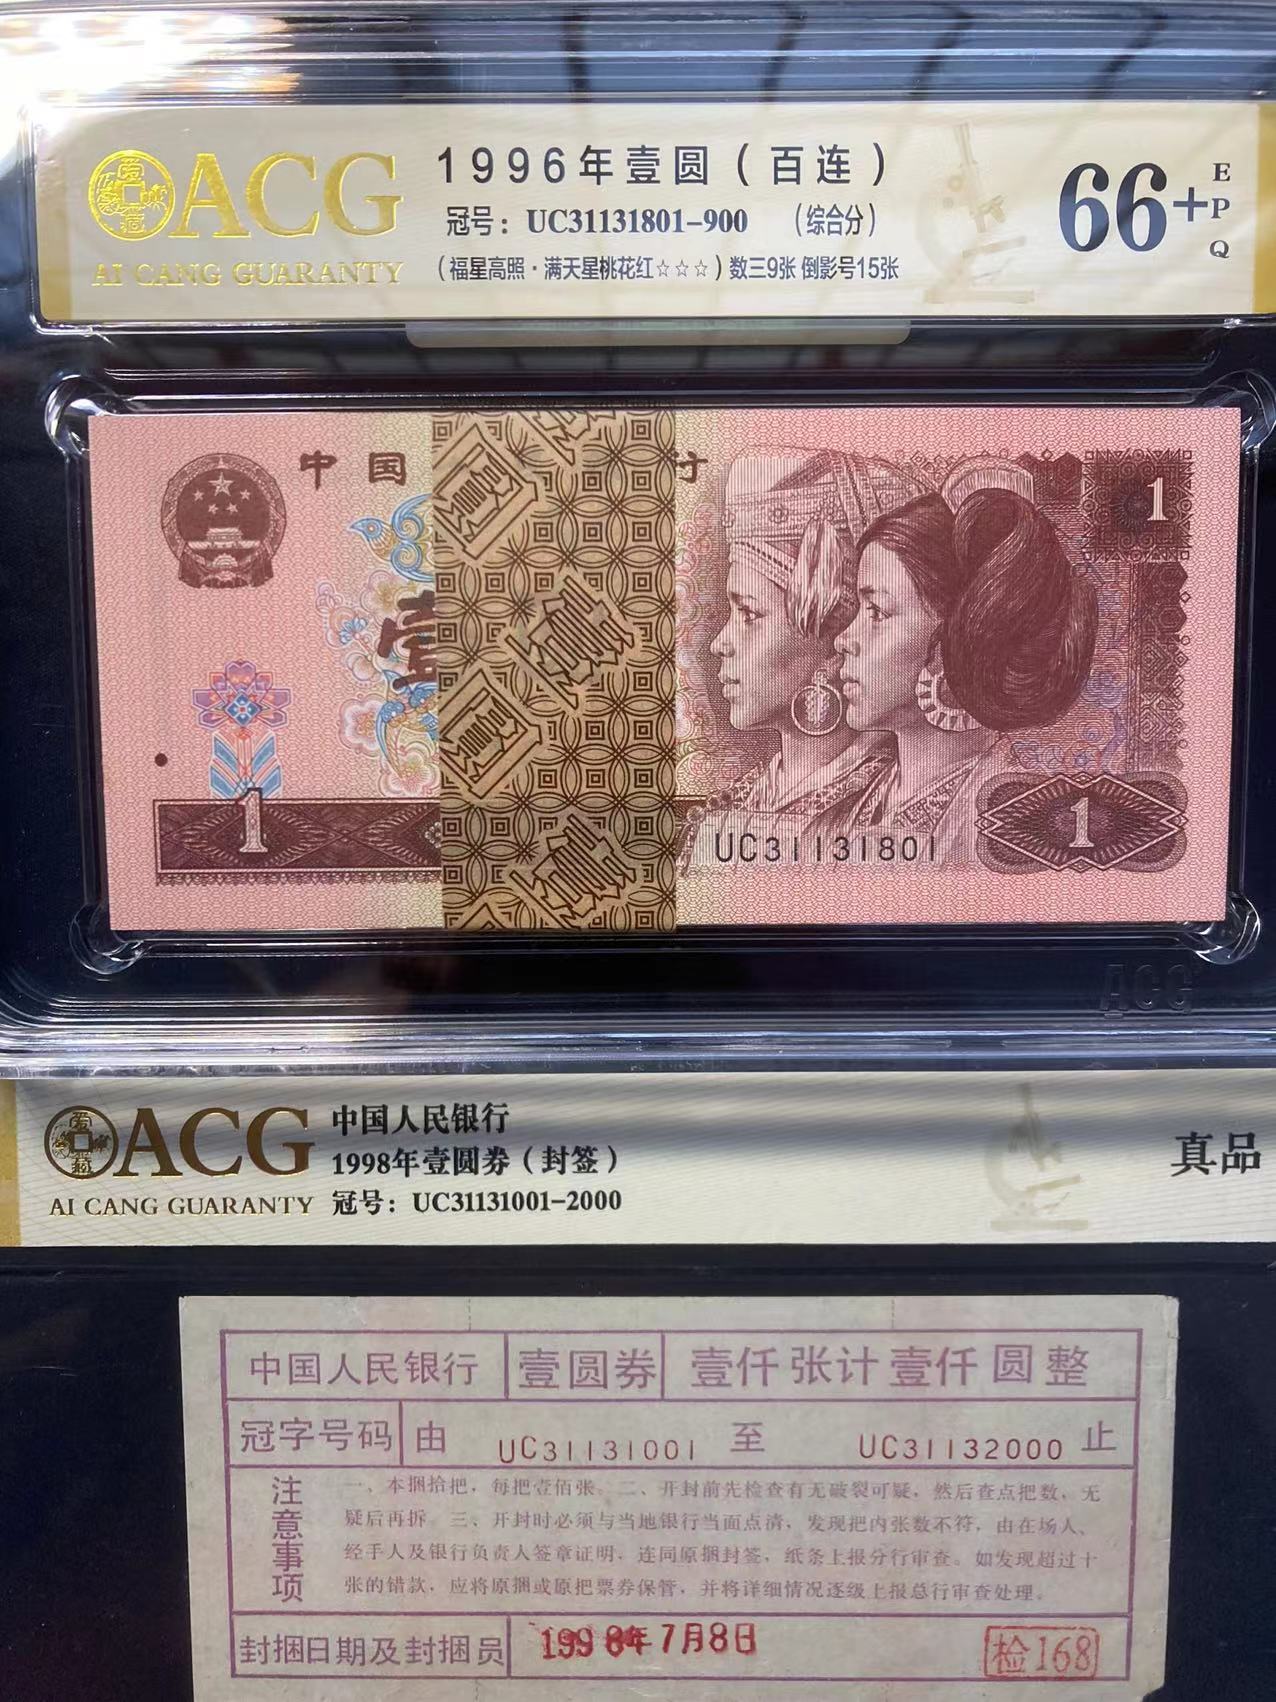 ACG
AI CANG GUARANTY
1996年壹圆（百连）
冠号：UC31131801-900 （综合分）
（福星高照·满天星桃花红☆☆☆）数三9张 倒影号15张
66+
EPQ
中国
行
1
壹
壹圆
壹
壹圆
壹
1
UC31131801
1
ACG
ACG
AI CANG GUARANTY
中国人民银行
1998年壹圆券（封签）
冠号：UC31131001-2000
真品
中国人民银行 壹圆券 壹仟张计壹仟圆整
冠字号码 由 UC31131001 至 UC31132000 止
注意事项
一、本捆拾把，每把壹佰张。二、开封前先检查有无破裂可疑，然后查点把数，无
疑后再拆。三、开封时必须与当地银行当面点清，发现把内张数不符，由在场人、
经手人及银行负责人签章证明，连同原捆封签，纸条上报分行审查。如发现超过十
张的错款，应将原捆或原把票券保管，并将详细情况逐级上报总行审查处理。
封捆日期及封捆员 1998年7月8日 检168